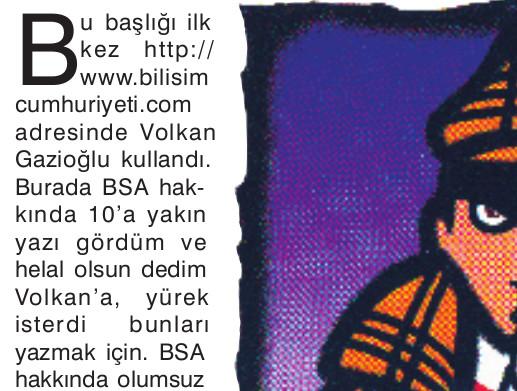 Bu başlığı ilk
kez http://
www.bilisim
cumhuriyeti.com
adresinde Volkan
Gazioğlu kullandı.
Burada BSA hak-
kında 10'a yakın
yazı gördüm ve
helal olsun dedim
Volkan'a, yürek
isterdi bunları
yazmak için. BSA
hakkında olumsuz